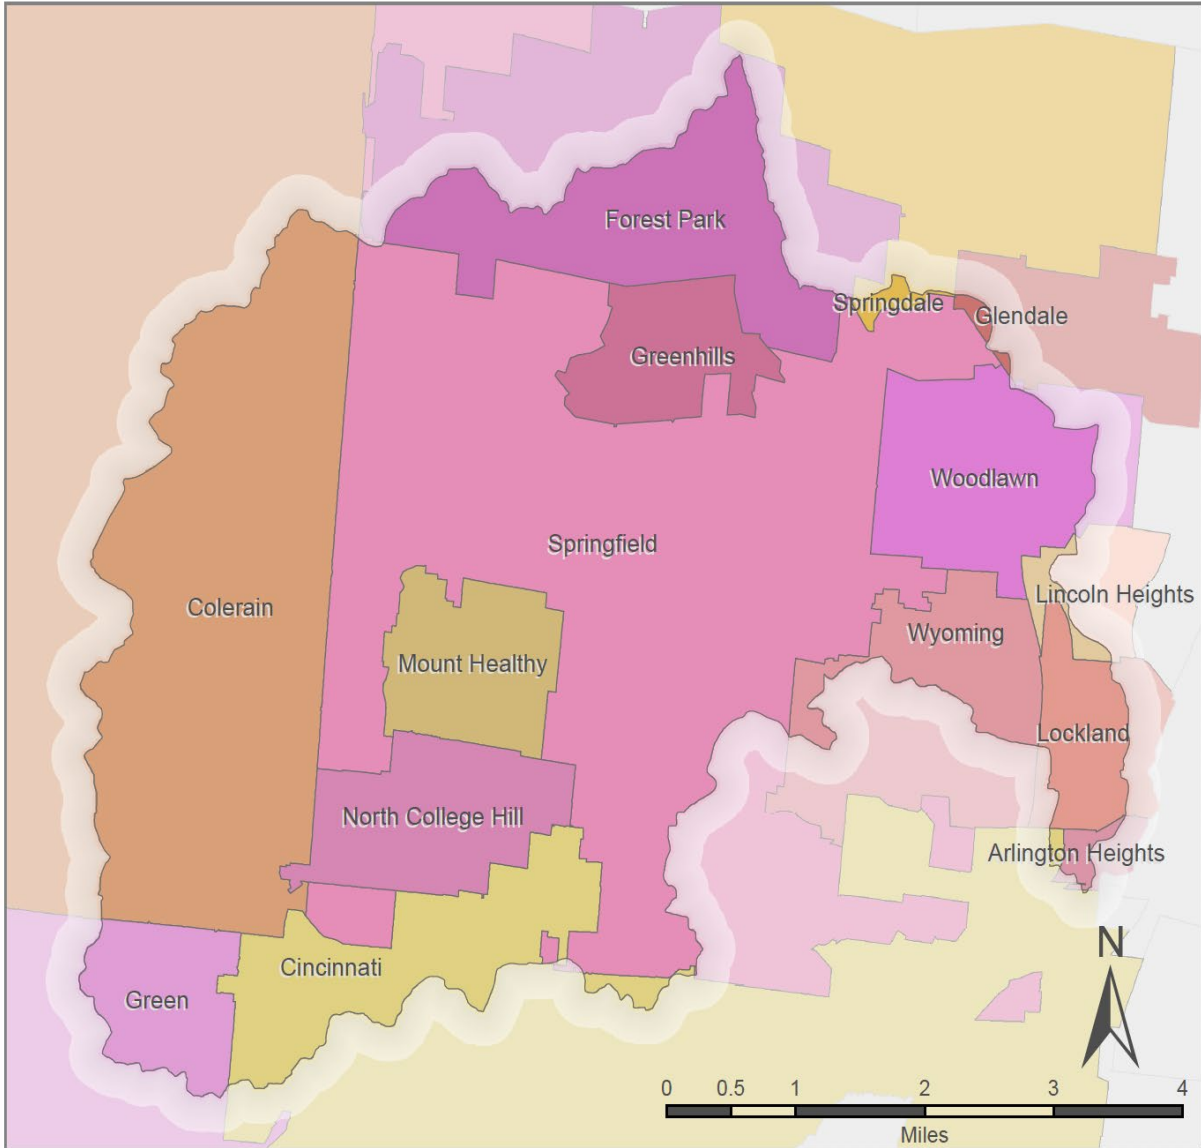 Forest Park
Springdale
Glendale
Greenhills
Woodlawn
Springfield
Lincoln Heights
Colerain
Wyoming
Mount Healthy
Lockland
North College Hill
Arlington Heights
N
Cincinnati
Green
0 0.5 1 2 3 4
Miles